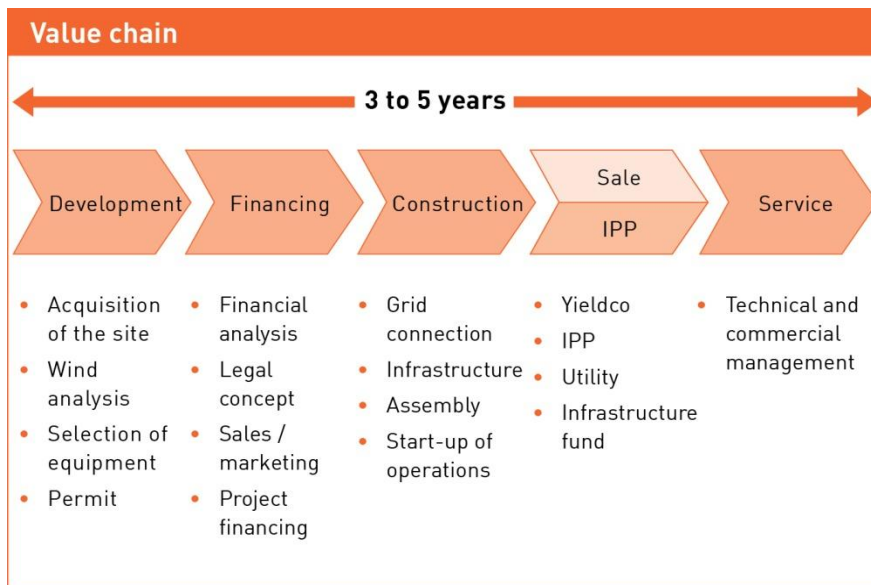 Value chain
3 to 5 years
Development
Financing
Construction
Sale
IPP
Service
• Acquisition
of the site
• Wind
analysis
• Selection of
equipment
• Permit
• Financial
analysis
• Legal
concept
• Sales /
marketing
• Project
financing
• Grid
connection
• Infrastructure
• Assembly
• Start-up of
operations
• Yieldco
• IPP
• Utility
• Infrastructure
fund
• Technical and
commercial
management